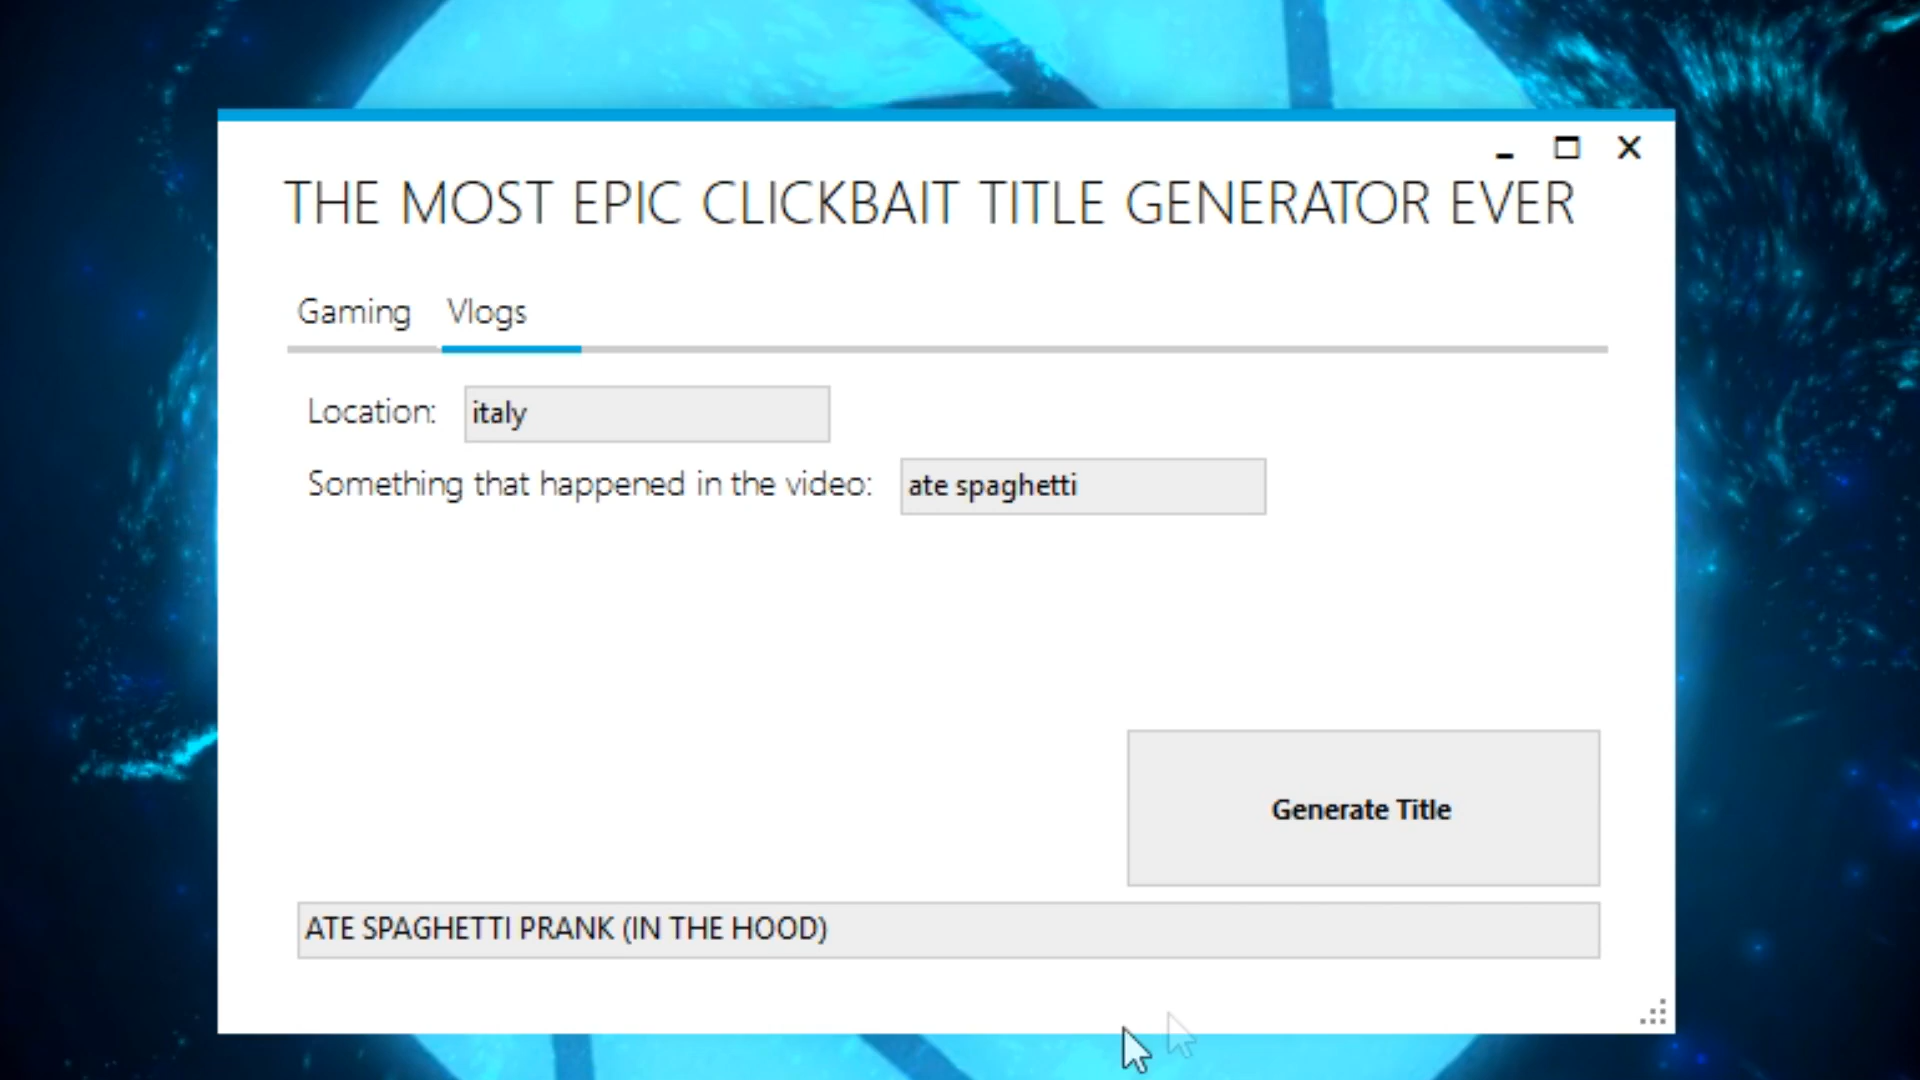 THE MOST EPIC CLICKBAIT TITLE GENERATOR EVER
Gaming Vlogs
Location: italy
Something that happened in the video: ate spaghetti
Generate Title
ATE SPAGHETTI PRANK (IN THE HOOD)